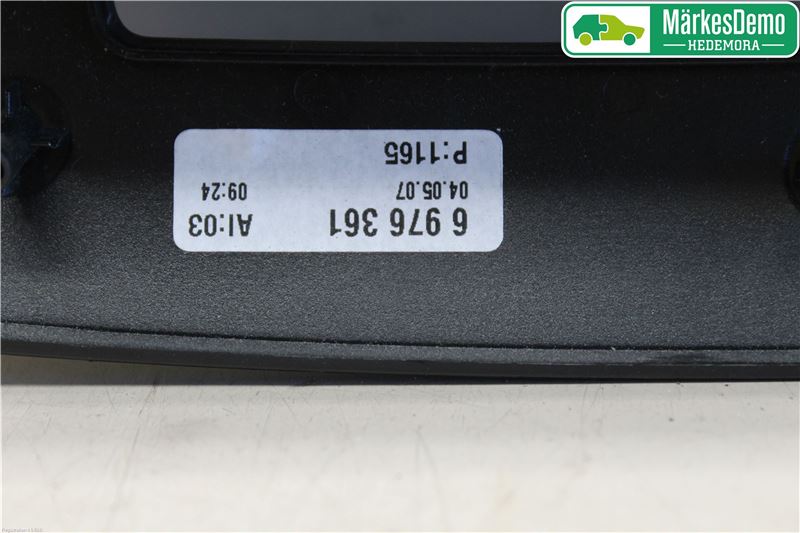 MärkesDemo
HEDEMORA
6 976 361 AI:03
04.05.07 09:24
P:1165